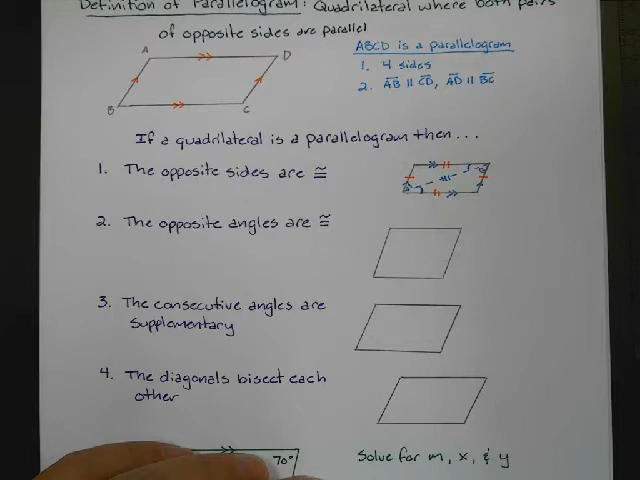 Definition of Parallelogram: Quadrilateral where both pairs
of opposite sides are parallel
A
D
B
C
ABCD is a parallelogram
1. 4 sides
2. AB || CD, AD || BC
If a quadrilateral is a parallelogram then...
1. The opposite sides are ≅
2. The opposite angles are ≅
3. The consecutive angles are
supplementary
4. The diagonals bisect each
other
70°
Solve for m, x, & y